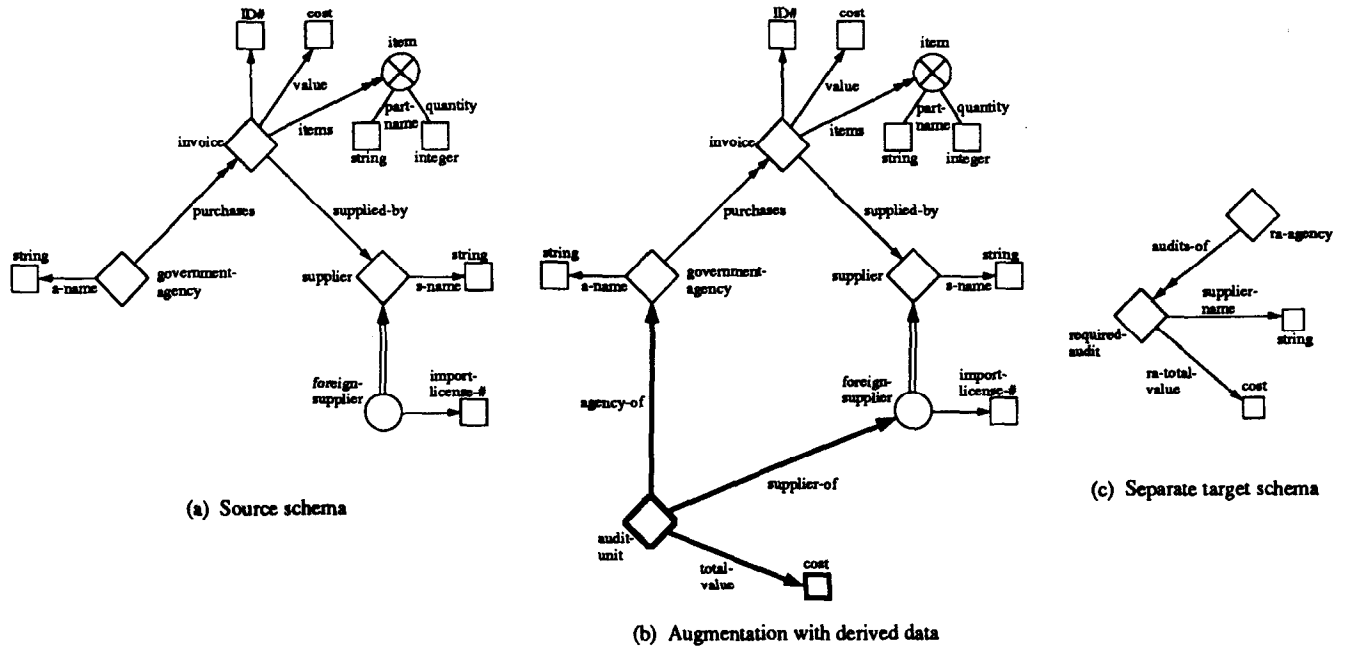 ID#
cost
item
value
part-
name
quantity
items
invoice
string
integer
purchases
supplied-by
string
a-name
government-
agency
supplier
string
s-name
foreign-
supplier
import-
license-#
(a) Source schema
ID#
cost
item
value
part-
name
quantity
items
invoice
string
integer
purchases
supplied-by
string
a-name
government-
agency
supplier
string
s-name
foreign-
supplier
import-
license-#
agency-of
supplier-of
audit-
unit
total-
value
cost
(b) Augmentation with derived data
ra-agency
audits-of
supplier-
name
required-
audit
string
ra-total-
value
cost
(c) Separate target schema